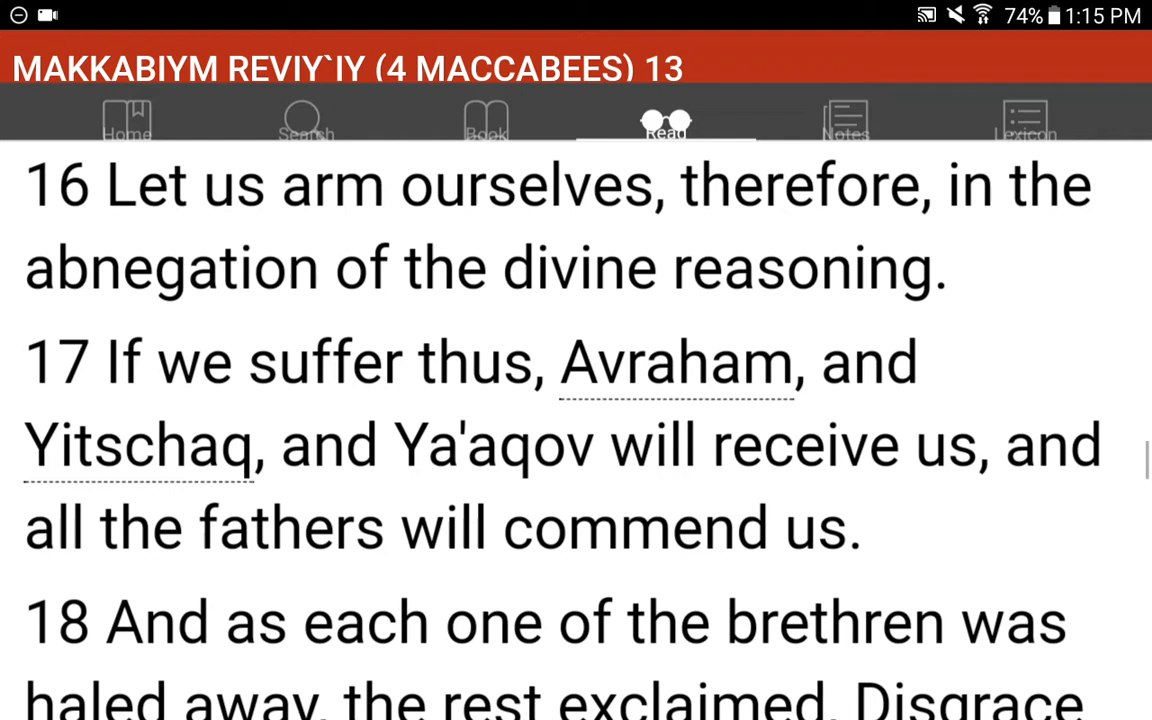 74% 1:15 PM
MAKKABIYM REVIY`IY (4 MACCABEES) 13
Home Search Book Read Notes Lexicon
16 Let us arm ourselves, therefore, in the
abnegation of the divine reasoning.
17 If we suffer thus, Avraham, and
Yitschaq, and Ya'aqov will receive us, and
all the fathers will commend us.
18 And as each one of the brethren was
haled away, the rest exclaimed, Disgrace